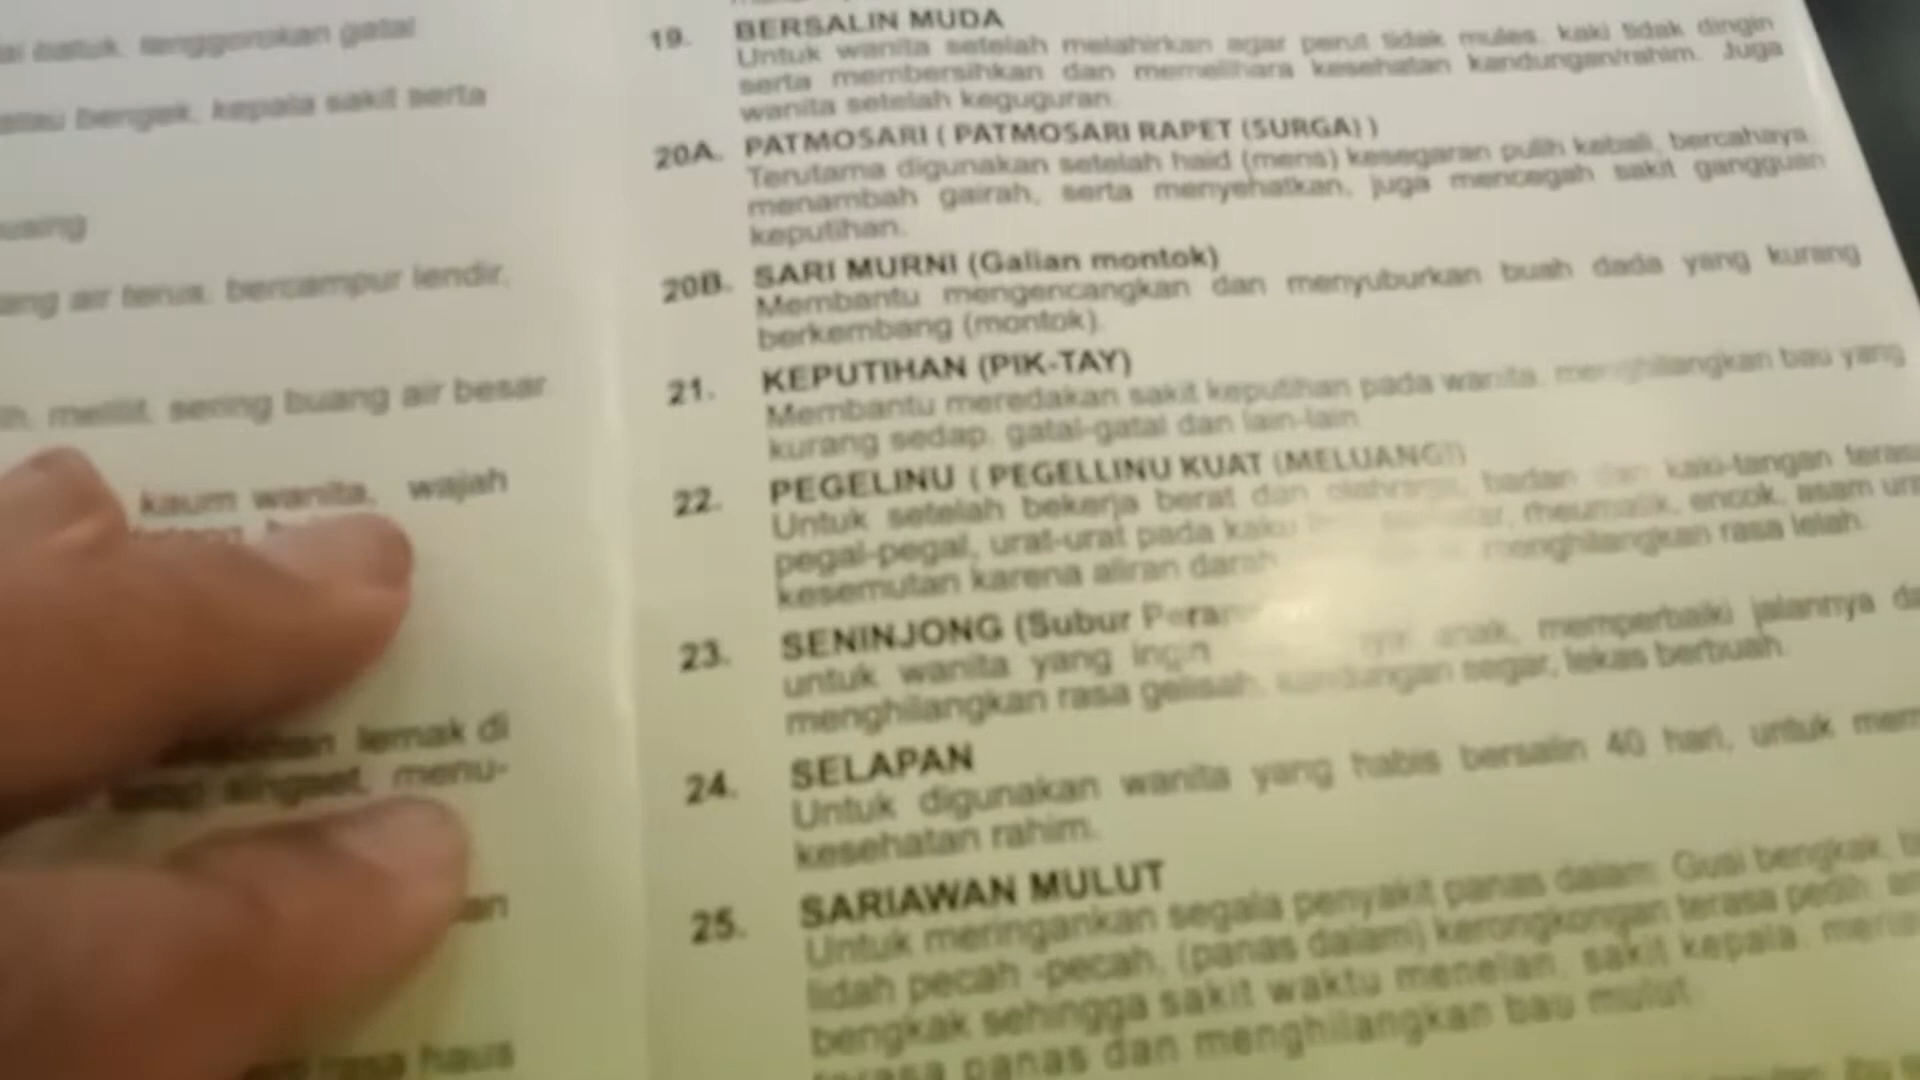 batuk, tenggorokan gatal
atau bengek, kepala sakit serta
air terus, bercampur lendir,
melilit, sering buang air besar
kaum wanita, wajah
lemak di
singset, menu-
an
rasa haus
19. BERSALIN MUDA
Untuk wanita setelah melahirkan agar perut tidak mules, kaki tidak dingin
serta membersihkan dan memelihara kesehatan kandungan/rahim. Juga
wanita setelah keguguran.
20A. PATMOSARI ( PATMOSARI RAPET (SURGA) )
Terutama digunakan setelah haid (mens) kesegaran pulih kebali, bercahaya,
menambah gairah, serta menyehatkan, juga mencegah sakit gangguan
keputihan.
20B. SARI MURNI (Galian montok)
Membantu mengencangkan dan menyuburkan buah dada yang kurang
berkembang (montok).
21. KEPUTIHAN (PIK-TAY)
Membantu meredakan sakit keputihan pada wanita, menghilangkan bau yang
kurang sedap, gatal-gatal dan lain-lain.
22. PEGELINU ( PEGELLINU KUAT (MELUANG))
Untuk setelah bekerja berat dan olahraga, badan dan kaki-tangan terasa
pegal-pegal, urat-urat pada kaku rheumatik, encok, asam
kesemutan karena aliran darah menghilangkan rasa lelah.
23. SENINJONG (Subur
untuk wanita yang ingin anak, memperbaiki jalannya
menghilangkan rasa gelisah, kandungan segar, lekas berbuah.
24. SELAPAN
Untuk digunakan wanita yang habis bersalin 40 hari, untuk
kesehatan rahim.
25. SARIAWAN MULUT
Untuk meringankan segala penyakit panas dalam: Gusi bengkak,
lidah pecah -pecah, (panas dalam) kerongkongan terasa pedih,
bengkak sehingga sakit waktu menelan, sakit kepala,
terasa panas dan menghilangkan bau mulut.